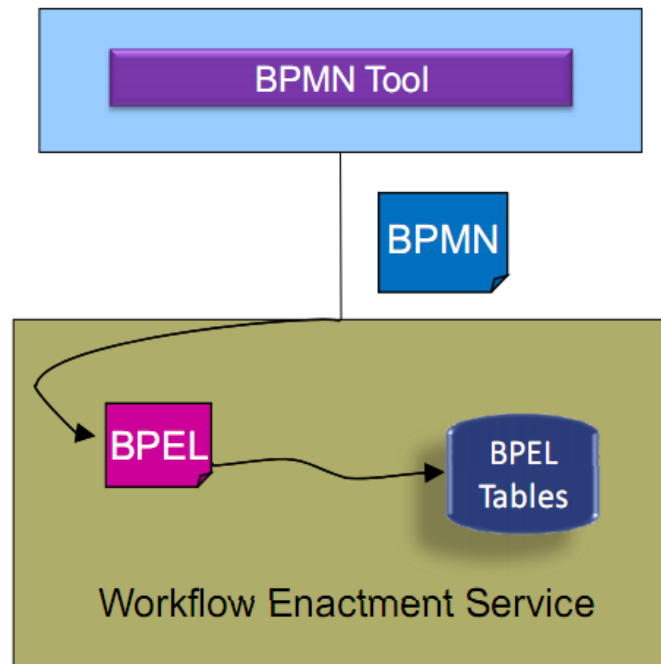 BPMN Tool
BPMN
BPEL
BPEL
Tables
Workflow Enactment Service